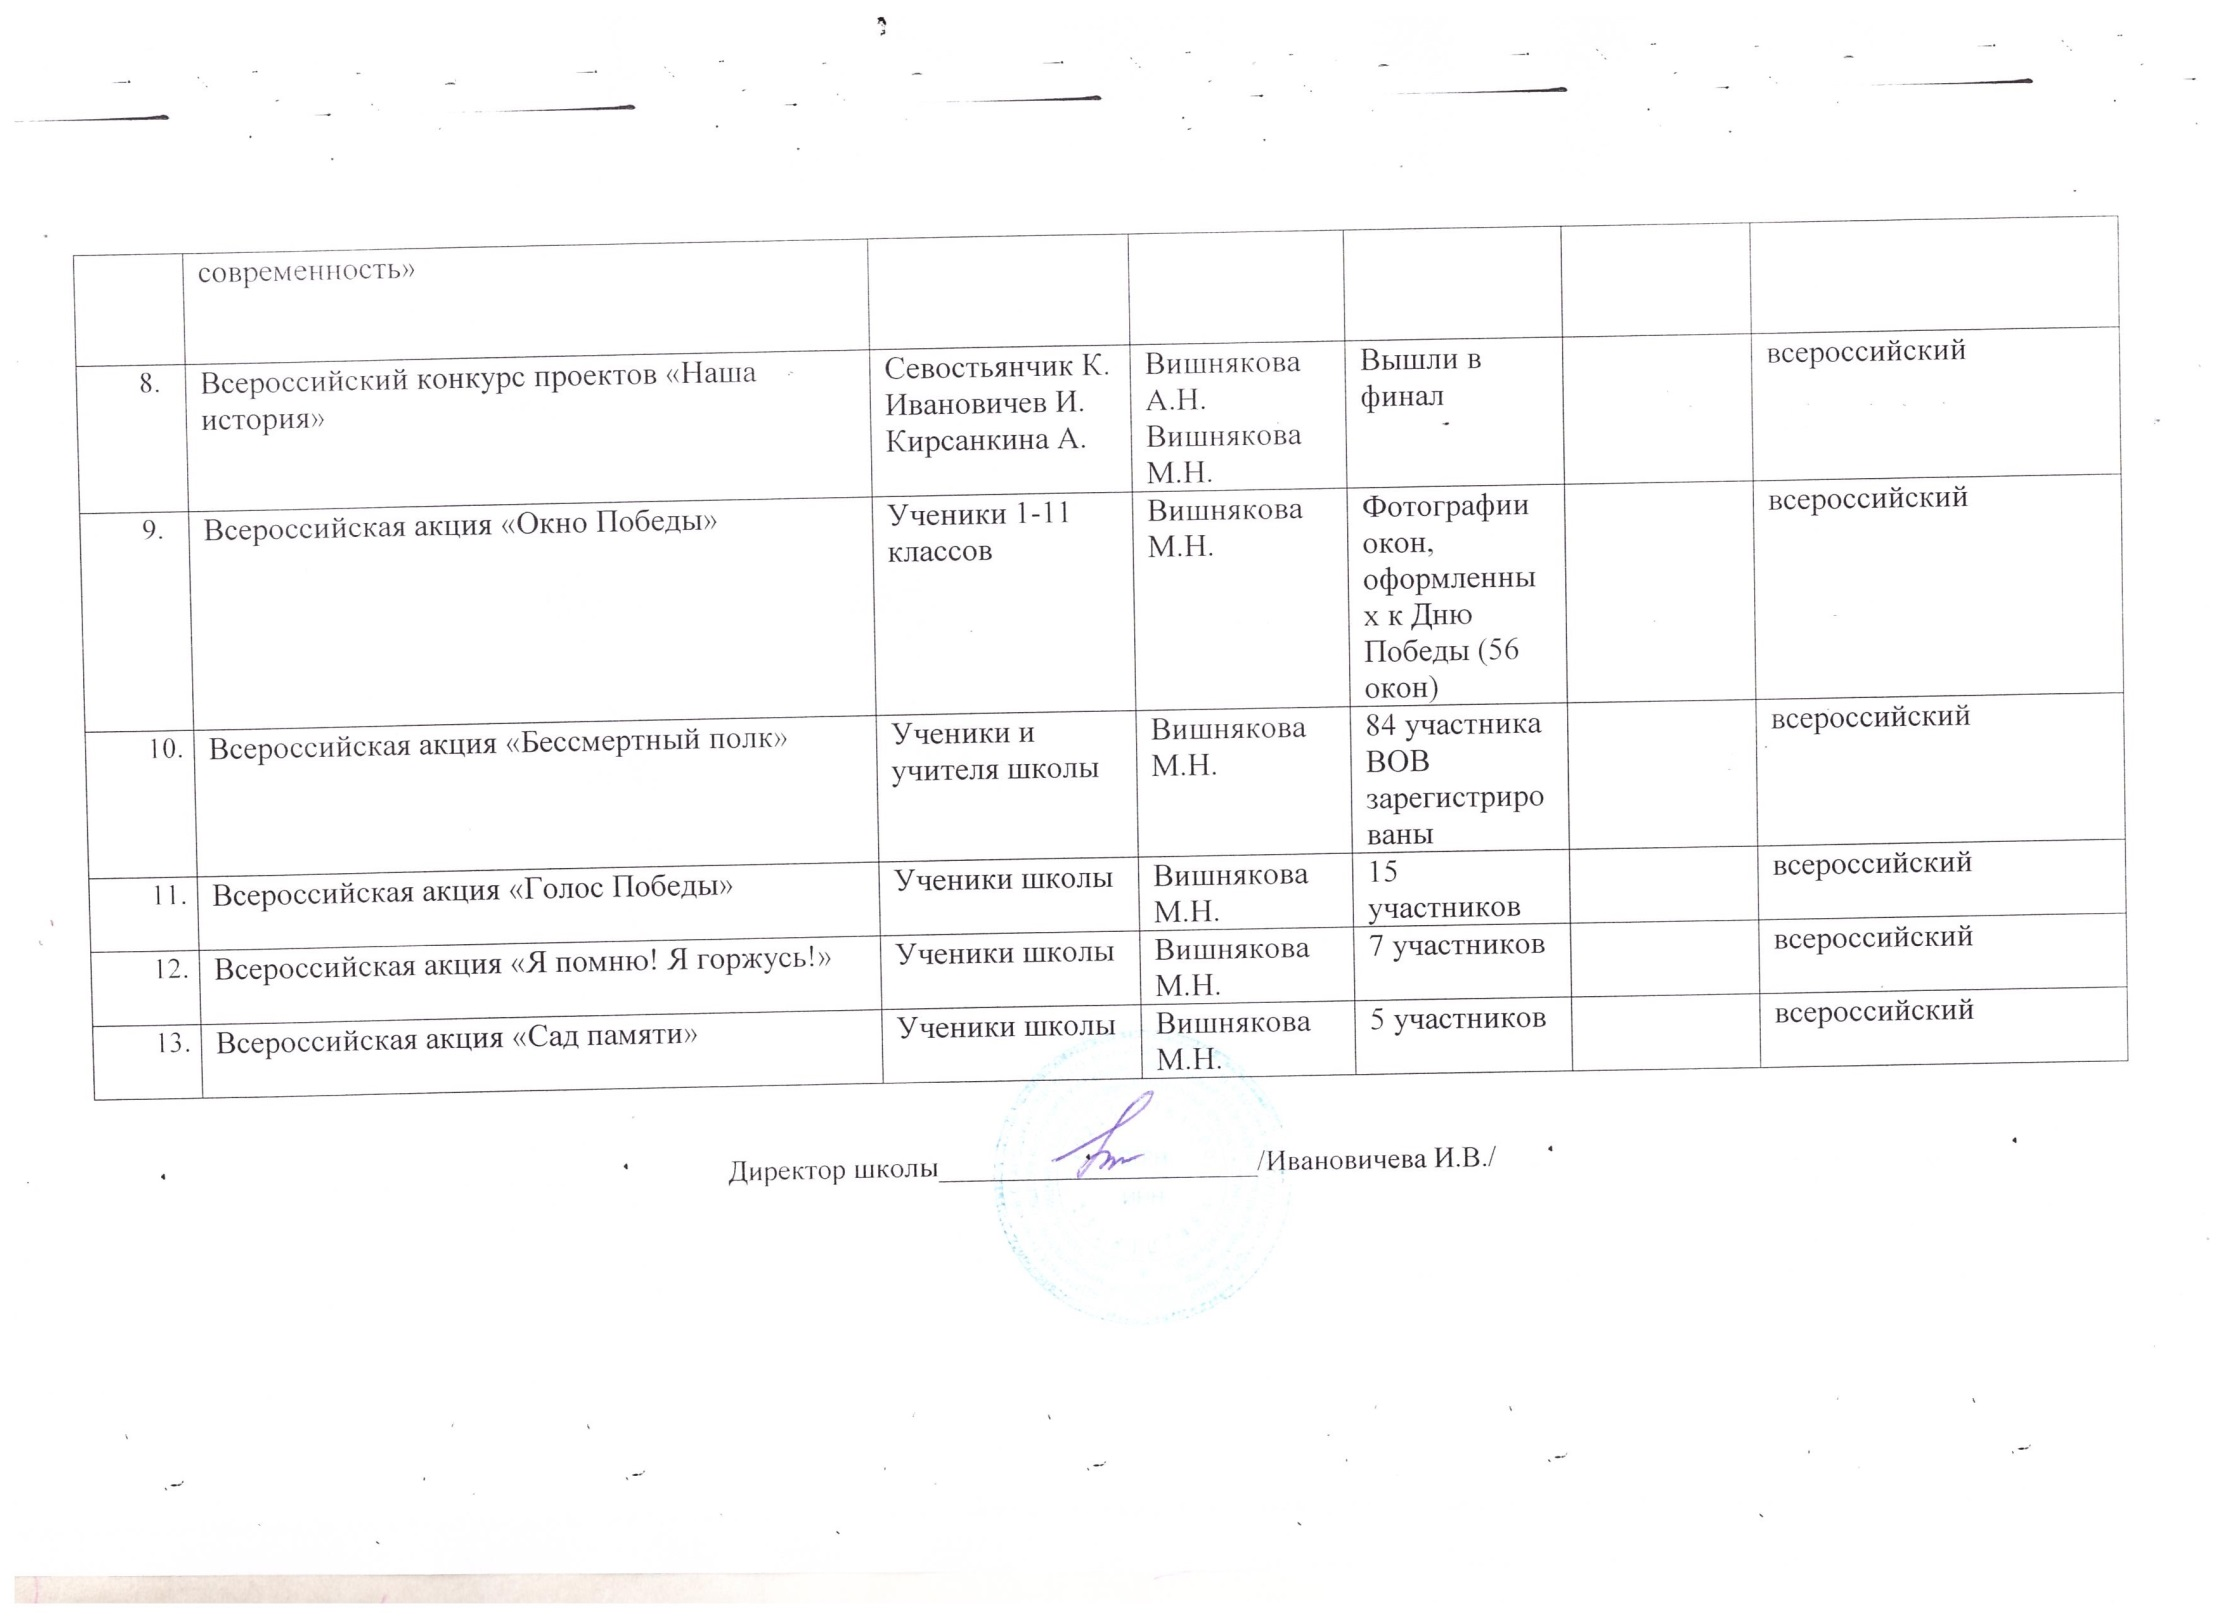 современность»
8. Всероссийский конкурс проектов «Наша
история»
Севостьянчик К.
Ивановичев И.
Кирсанкина А.
Вишнякова
А.Н.
Вишнякова
М.Н.
Вышли в
финал
всероссийский
9. Всероссийская акция «Окно Победы»
Ученики 1-11
классов
Вишнякова
М.Н.
Фотографии
окон,
оформленны
х к Дню
Победы (56
окон)
всероссийский
10. Всероссийская акция «Бессмертный полк»
Ученики и
учителя школы
Вишнякова
М.Н.
84 участника
ВОВ
зарегистриро
ваны
всероссийский
11. Всероссийская акция «Голос Победы»
Ученики школы
Вишнякова
М.Н.
15
участников
всероссийский
12. Всероссийская акция «Я помню! Я горжусь!»
Ученики школы
Вишнякова
М.Н.
7 участников
всероссийский
13. Всероссийская акция «Сад памяти»
Ученики школы
Вишнякова
М.Н.
5 участников
всероссийский
Директор школы /Ивановичева И.В./